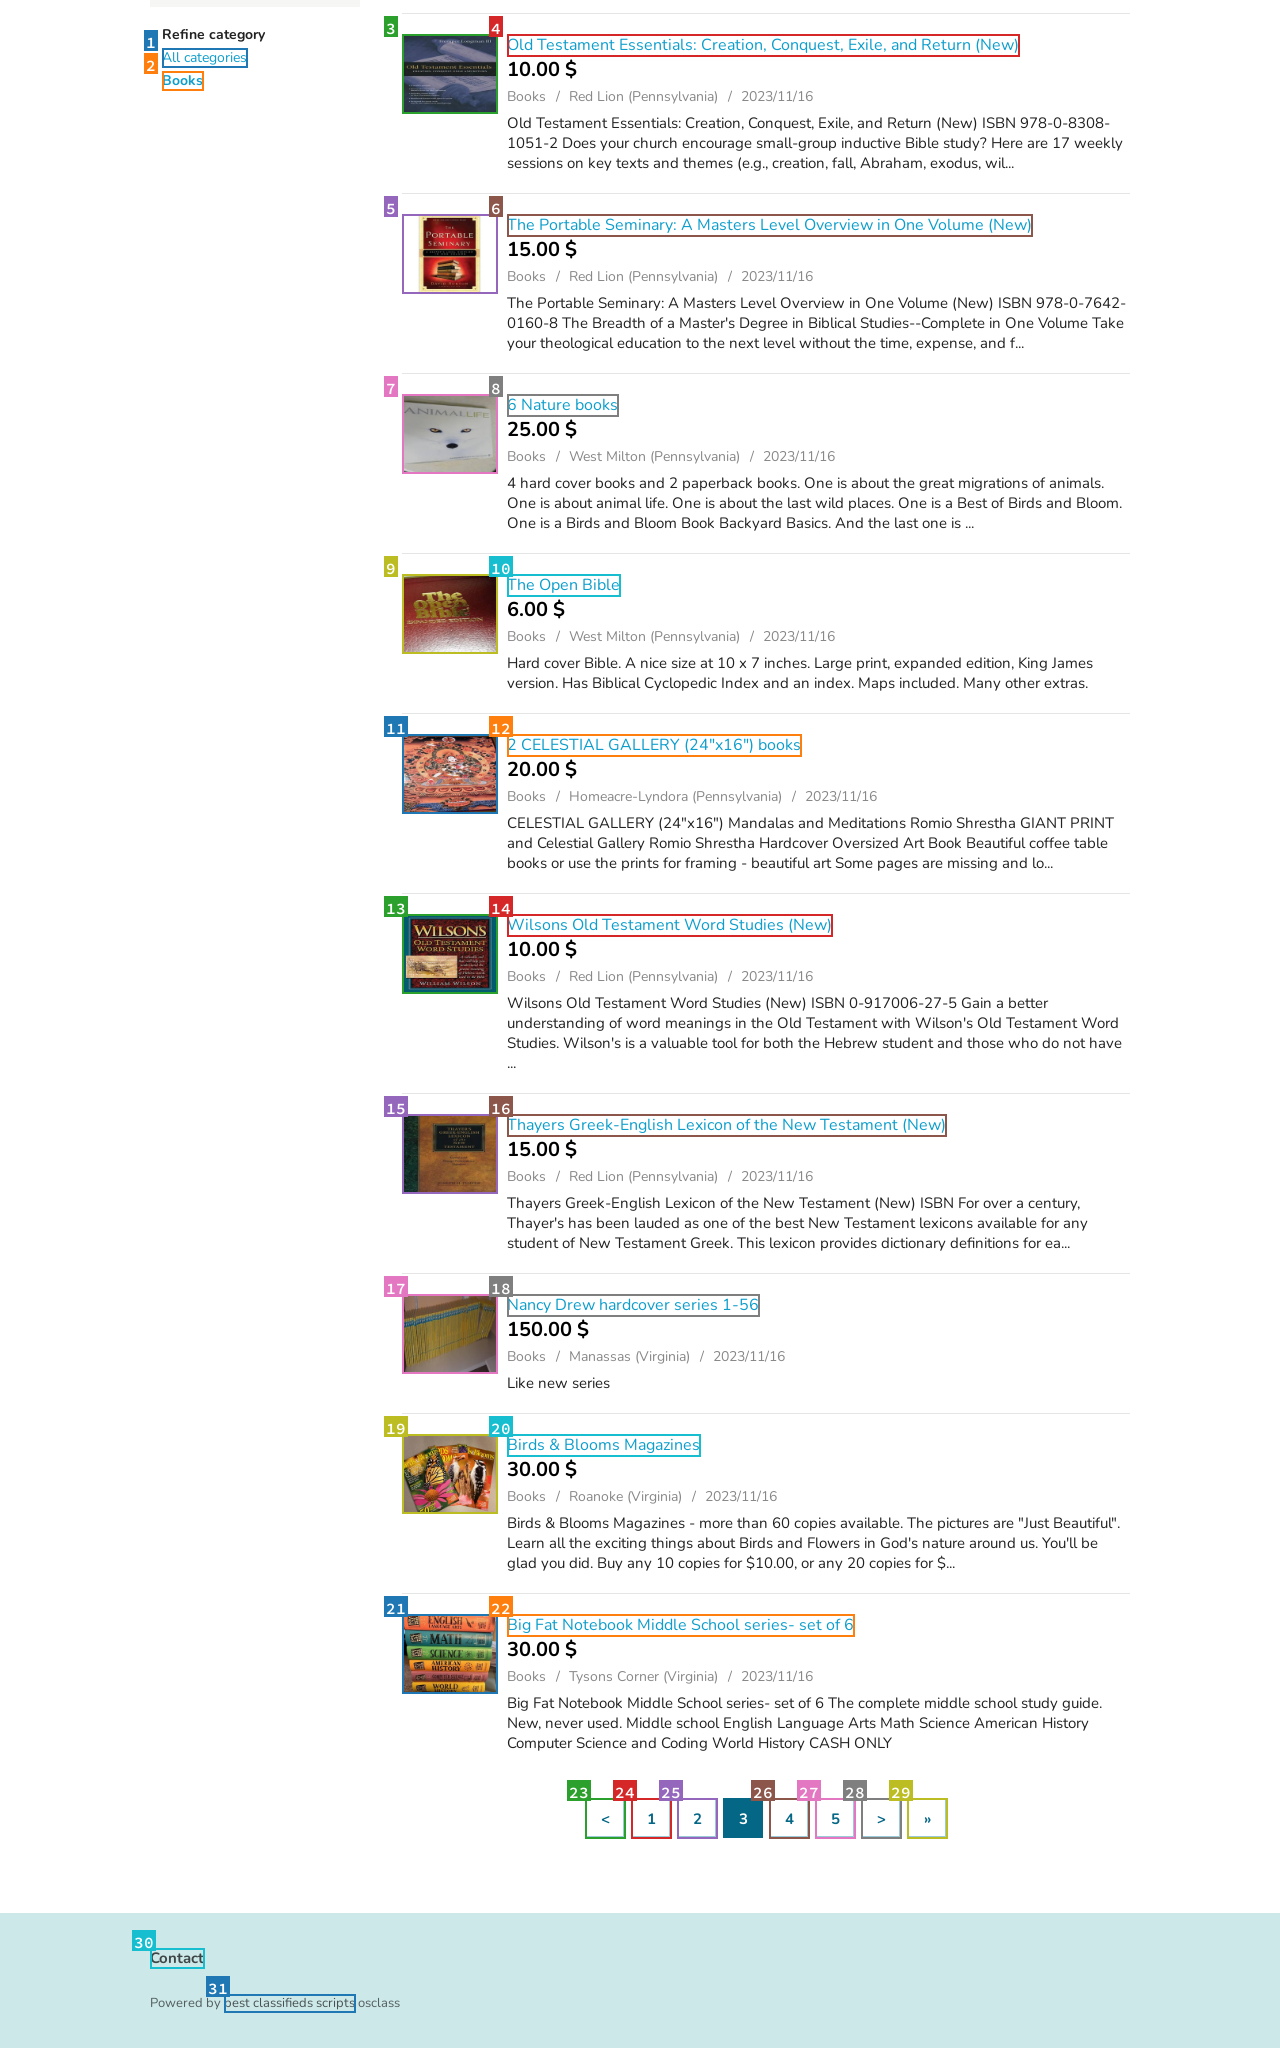 Refine category
All categories
Books
Old Testament Essentials: Creation, Conquest, Exile, and Return (New)
10.00 $
Books / Red Lion (Pennsylvania) / 2023/11/16
Old Testament Essentials: Creation, Conquest, Exile, and Return (New) ISBN 978-0-8308-
1051-2 Does your church encourage small-group inductive Bible study? Here are 17 weekly
sessions on key texts and themes (e.g., creation, fall, Abraham, exodus, wil...
The Portable Seminary: A Masters Level Overview in One Volume (New)
15.00 $
Books / Red Lion (Pennsylvania) / 2023/11/16
The Portable Seminary: A Masters Level Overview in One Volume (New) ISBN 978-0-7642-
0160-8 The Breadth of a Master's Degree in Biblical Studies--Complete in One Volume Take
your theological education to the next level without the time, expense, and f...
6 Nature books
25.00 $
Books / West Milton (Pennsylvania) / 2023/11/16
4 hard cover books and 2 paperback books. One is about the great migrations of animals.
One is about animal life. One is about the last wild places. One is a Best of Birds and Bloom.
One is a Birds and Bloom Book Backyard Basics. And the last one is ...
The Open Bible
6.00 $
Books / West Milton (Pennsylvania) / 2023/11/16
Hard cover Bible. A nice size at 10 x 7 inches. Large print, expanded edition, King James
version. Has Biblical Cyclopedic Index and an index. Maps included. Many other extras.
2 CELESTIAL GALLERY (24"x16") books
20.00 $
Books / Homeacre-Lyndora (Pennsylvania) / 2023/11/16
CELESTIAL GALLERY (24"x16") Mandalas and Meditations Romio Shrestha GIANT PRINT
and Celestial Gallery Romio Shrestha Hardcover Oversized Art Book Beautiful coffee table
books or use the prints for framing - beautiful art Some pages are missing and lo...
Wilsons Old Testament Word Studies (New)
10.00 $
Books / Red Lion (Pennsylvania) / 2023/11/16
Wilsons Old Testament Word Studies (New) ISBN 0-917006-27-5 Gain a better
understanding of word meanings in the Old Testament with Wilson's Old Testament Word
Studies. Wilson's is a valuable tool for both the Hebrew student and those who do not have
...
Thayers Greek-English Lexicon of the New Testament (New)
15.00 $
Books / Red Lion (Pennsylvania) / 2023/11/16
Thayers Greek-English Lexicon of the New Testament (New) ISBN For over a century,
Thayer's has been lauded as one of the best New Testament lexicons available for any
student of New Testament Greek. This lexicon provides dictionary definitions for ea...
Nancy Drew hardcover series 1-56
150.00 $
Books / Manassas (Virginia) / 2023/11/16
Like new series
Birds & Blooms Magazines
30.00 $
Books / Roanoke (Virginia) / 2023/11/16
Birds & Blooms Magazines - more than 60 copies available. The pictures are "Just Beautiful".
Learn all the exciting things about Birds and Flowers in God's nature around us. You'll be
glad you did. Buy any 10 copies for $10.00, or any 20 copies for $...
Big Fat Notebook Middle School series- set of 6
30.00 $
Books / Tysons Corner (Virginia) / 2023/11/16
Big Fat Notebook Middle School series- set of 6 The complete middle school study guide.
New, never used. Middle school English Language Arts Math Science American History
Computer Science and Coding World History CASH ONLY
< 1 2 3 4 5 > »
Contact
Powered by best classifieds scripts osclass